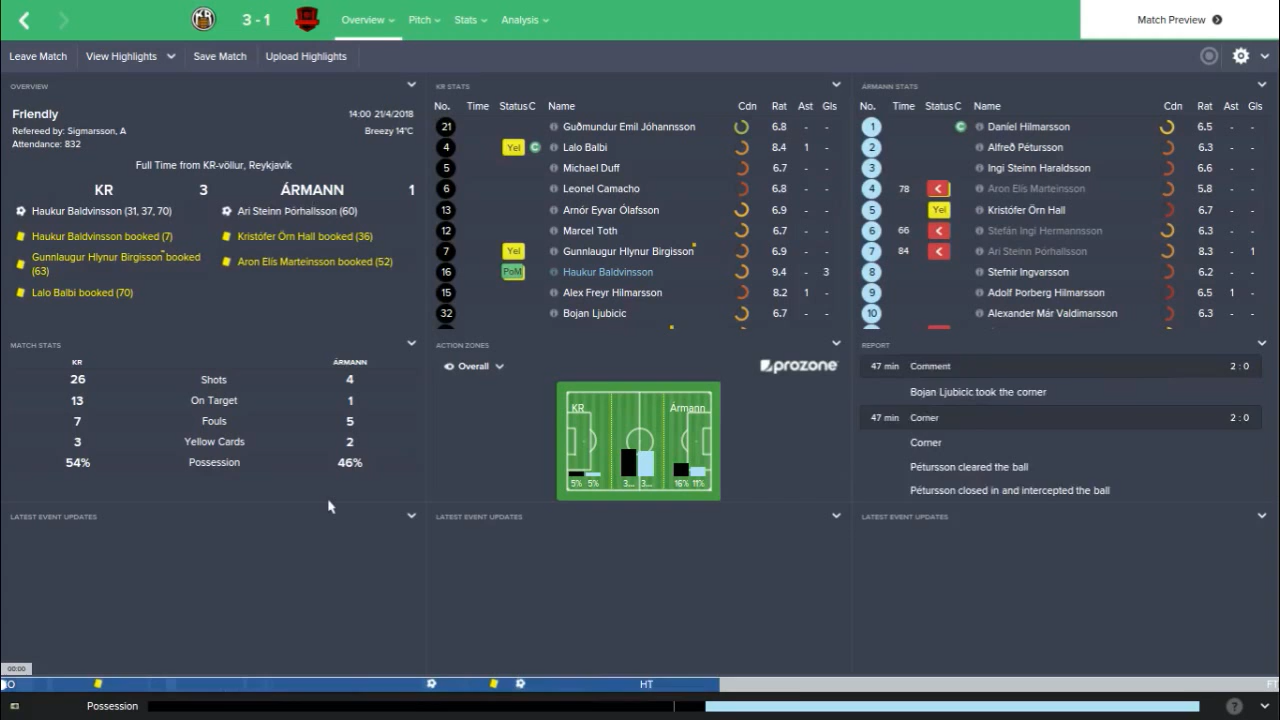 KR 3 - 1 Overview Pitch Stats Analysis Match Preview
Leave Match View Highlights Save Match Upload Highlights
OVERVIEW
Friendly 14:00 21/4/2018
Refereed by: Sigmarsson, A Breezy 14°C
Attendance: 832
Full Time from KR-völlur, Reykjavík
KR 3 ÁRMANN 1
Haukur Baldvinsson (31, 37, 70) Ari Steinn Þórhallsson (60)
Haukur Baldvinsson booked (7) Kristófer Örn Hall booked (36)
Gunnlaugur Hlynur Birgisson booked
(63) Aron Elís Marteinsson booked (52)
Lalo Balbi booked (70)
KR STATS
No. Time Status C Name Cdn Rat Ast Gls
21 Guðmundur Emil Jóhannsson 6.8 - -
4 Yel C Lalo Balbi 8.4 1 -
5 Michael Duff 6.7 - -
6 Leonel Camacho 6.8 - -
13 Arnór Eyvar Ólafsson 6.9 - -
12 Marcel Toth 6.7 - -
7 Yel Gunnlaugur Hlynur Birgisson 6.9 - -
16 PoM Haukur Baldvinsson 9.4 - 3
15 Alex Freyr Hilmarsson 8.2 1 -
32 Bojan Ljubicic 6.7 - -
ÁRMANN STATS
No. Time Status C Name Cdn Rat Ast Gls
1 C Daníel Hilmarsson 6.5 - -
2 Alfreð Pétursson 6.3 - -
3 Ingi Steinn Haraldsson 6.6 - -
4 78 Aron Elís Marteinsson 5.8 - -
5 Yel Kristófer Örn Hall 6.7 - -
6 66 Stefán Ingi Hermannsson 6.3 - -
7 84 Ari Steinn Þórhallsson 8.3 - 1
8 Stefnir Ingvarsson 6.2 - -
9 Adolf Þorberg Hilmarsson 6.5 1 -
10 Alexander Már Valdimarsson 6.3 - -
MATCH STATS
KR ÁRMANN
26 Shots 4
13 On Target 1
7 Fouls 5
3 Yellow Cards 2
54% Possession 46%
ACTION ZONES
Overall prozone
KR Ármann
5% 5% 3... 3... 16% 11%
REPORT
47 min Comment 2 : 0
Bojan Ljubicic took the corner
47 min Corner 2 : 0
Corner
Pétursson cleared the ball
Pétursson closed in and intercepted the ball
LATEST EVENT UPDATES LATEST EVENT UPDATES LATEST EVENT UPDATES
00:00
HT FT
Possession ?